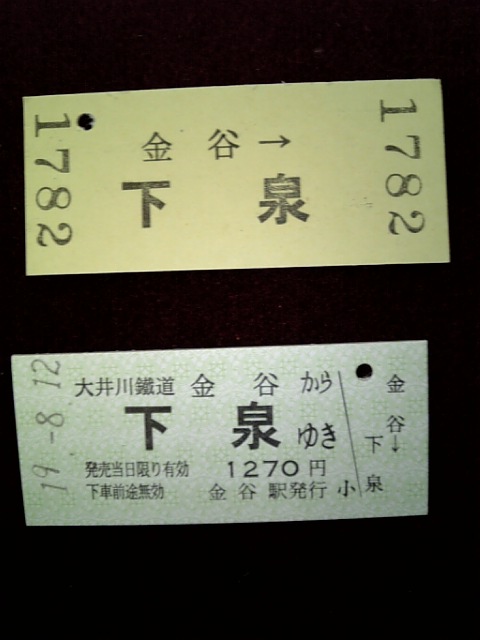 1782
金谷→
下泉
1782
19.-8.12
大井川鐵道 金谷から
下泉ゆき
発売当日限り有効 1270円
下車前途無効 金谷駅発行 小
金谷→
下泉